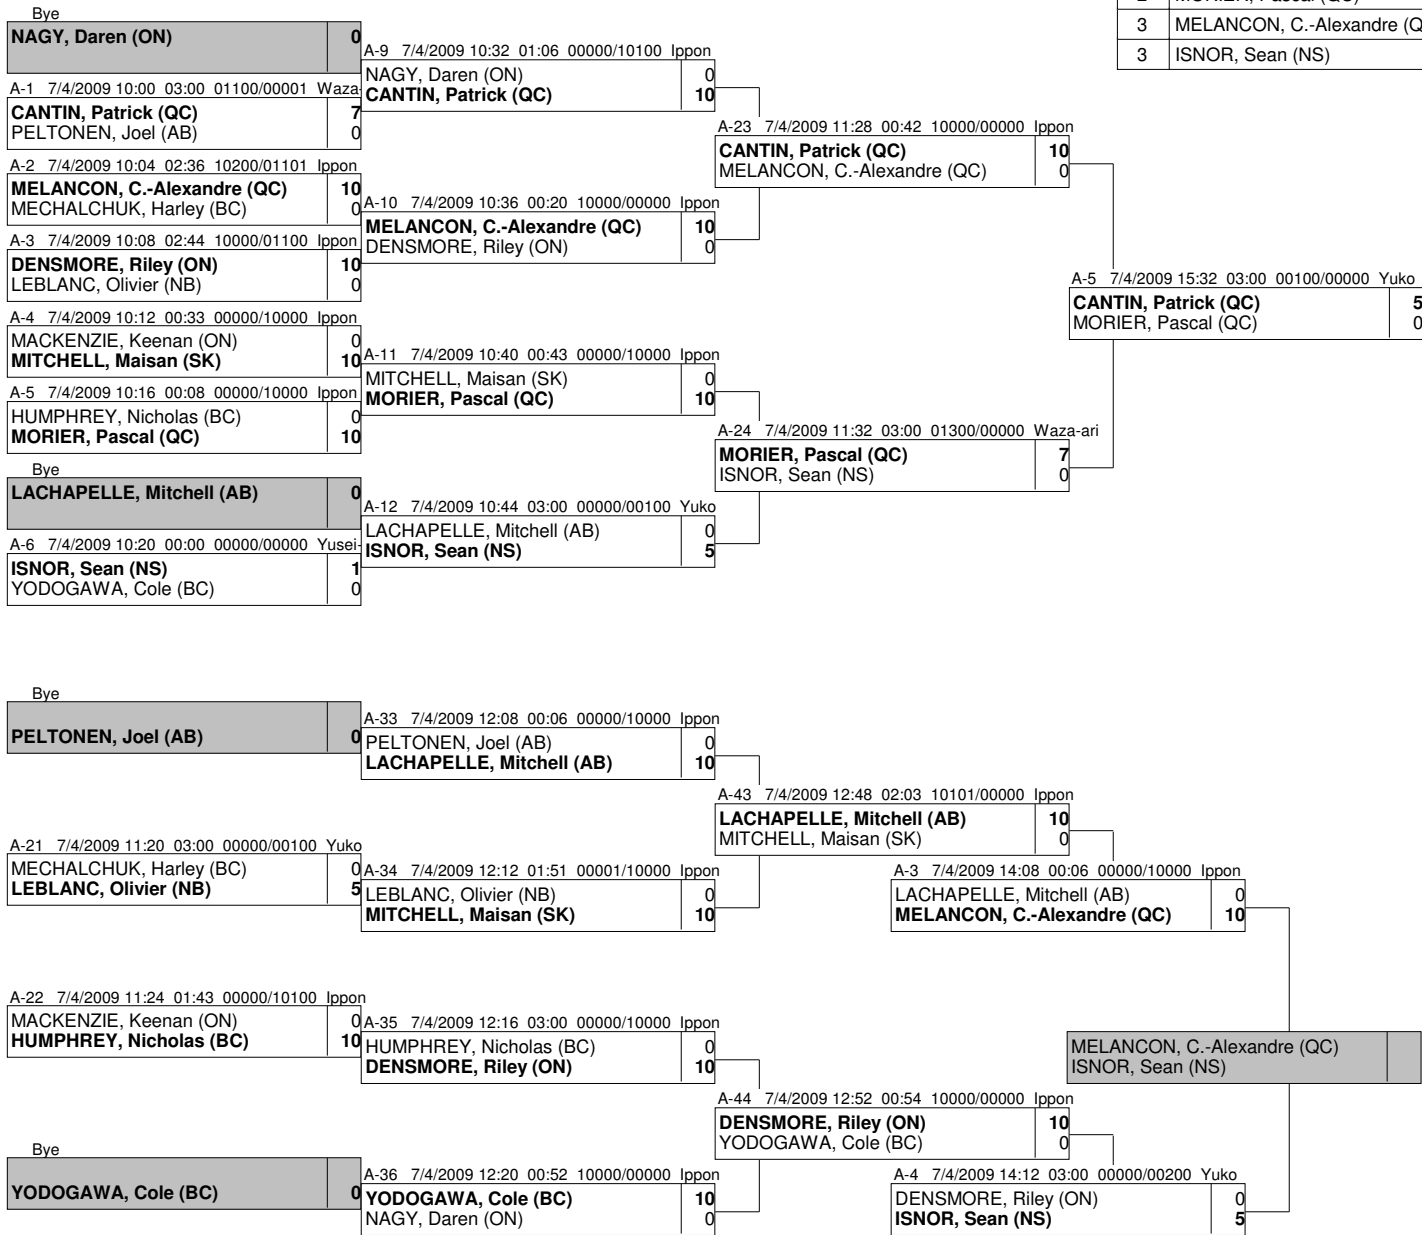 2 MORIER, Pascal (QC)
3 MELANCON, C.-Alexandre (Q
3 ISNOR, Sean (NS)
Bye
NAGY, Daren (ON) 0
A-1 7/4/2009 10:00 03:00 01100/00001 Waza-
CANTIN, Patrick (QC) 7
PELTONEN, Joel (AB) 0
A-2 7/4/2009 10:04 02:36 10200/01101 Ippon
MELANCON, C.-Alexandre (QC) 10
MECHALCHUK, Harley (BC) 0
A-3 7/4/2009 10:08 02:44 10000/01100 Ippon
DENSMORE, Riley (ON) 10
LEBLANC, Olivier (NB) 0
A-4 7/4/2009 10:12 00:33 00000/10000 Ippon
MACKENZIE, Keenan (ON) 0
MITCHELL, Maisan (SK) 10
A-5 7/4/2009 10:16 00:08 00000/10000 Ippon
HUMPHREY, Nicholas (BC) 0
MORIER, Pascal (QC) 10
Bye
LACHAPELLE, Mitchell (AB) 0
A-6 7/4/2009 10:20 00:00 00000/00000 Yusei-
ISNOR, Sean (NS) 1
YODOGAWA, Cole (BC) 0
A-9 7/4/2009 10:32 01:06 00000/10100 Ippon
NAGY, Daren (ON) 0
CANTIN, Patrick (QC) 10
A-10 7/4/2009 10:36 00:20 10000/00000 Ippon
MELANCON, C.-Alexandre (QC) 10
DENSMORE, Riley (ON) 0
A-11 7/4/2009 10:40 00:43 00000/10000 Ippon
MITCHELL, Maisan (SK) 0
MORIER, Pascal (QC) 10
A-12 7/4/2009 10:44 03:00 00000/00100 Yuko
LACHAPELLE, Mitchell (AB) 0
ISNOR, Sean (NS) 5
A-23 7/4/2009 11:28 00:42 10000/00000 Ippon
CANTIN, Patrick (QC) 10
MELANCON, C.-Alexandre (QC) 0
A-24 7/4/2009 11:32 03:00 01300/00000 Waza-ari
MORIER, Pascal (QC) 7
ISNOR, Sean (NS) 0
A-5 7/4/2009 15:32 03:00 00100/00000 Yuko
CANTIN, Patrick (QC) 5
MORIER, Pascal (QC) 0
Bye
PELTONEN, Joel (AB) 0
A-21 7/4/2009 11:20 03:00 00000/00100 Yuko
MECHALCHUK, Harley (BC) 0
LEBLANC, Olivier (NB) 5
A-22 7/4/2009 11:24 01:43 00000/10100 Ippon
MACKENZIE, Keenan (ON) 0
HUMPHREY, Nicholas (BC) 10
Bye
YODOGAWA, Cole (BC) 0
A-33 7/4/2009 12:08 00:06 00000/10000 Ippon
PELTONEN, Joel (AB) 0
LACHAPELLE, Mitchell (AB) 10
A-34 7/4/2009 12:12 01:51 00001/10000 Ippon
LEBLANC, Olivier (NB) 0
MITCHELL, Maisan (SK) 10
A-35 7/4/2009 12:16 03:00 00000/10000 Ippon
HUMPHREY, Nicholas (BC) 0
DENSMORE, Riley (ON) 10
A-36 7/4/2009 12:20 00:52 10000/00000 Ippon
YODOGAWA, Cole (BC) 10
NAGY, Daren (ON) 0
A-43 7/4/2009 12:48 02:03 10101/00000 Ippon
LACHAPELLE, Mitchell (AB) 10
MITCHELL, Maisan (SK) 0
A-44 7/4/2009 12:52 00:54 10000/00000 Ippon
DENSMORE, Riley (ON) 10
YODOGAWA, Cole (BC) 0
A-3 7/4/2009 14:08 00:06 00000/10000 Ippon
LACHAPELLE, Mitchell (AB) 0
MELANCON, C.-Alexandre (QC) 10
A-4 7/4/2009 14:12 03:00 00000/00200 Yuko
DENSMORE, Riley (ON) 0
ISNOR, Sean (NS) 5
MELANCON, C.-Alexandre (QC)
ISNOR, Sean (NS)